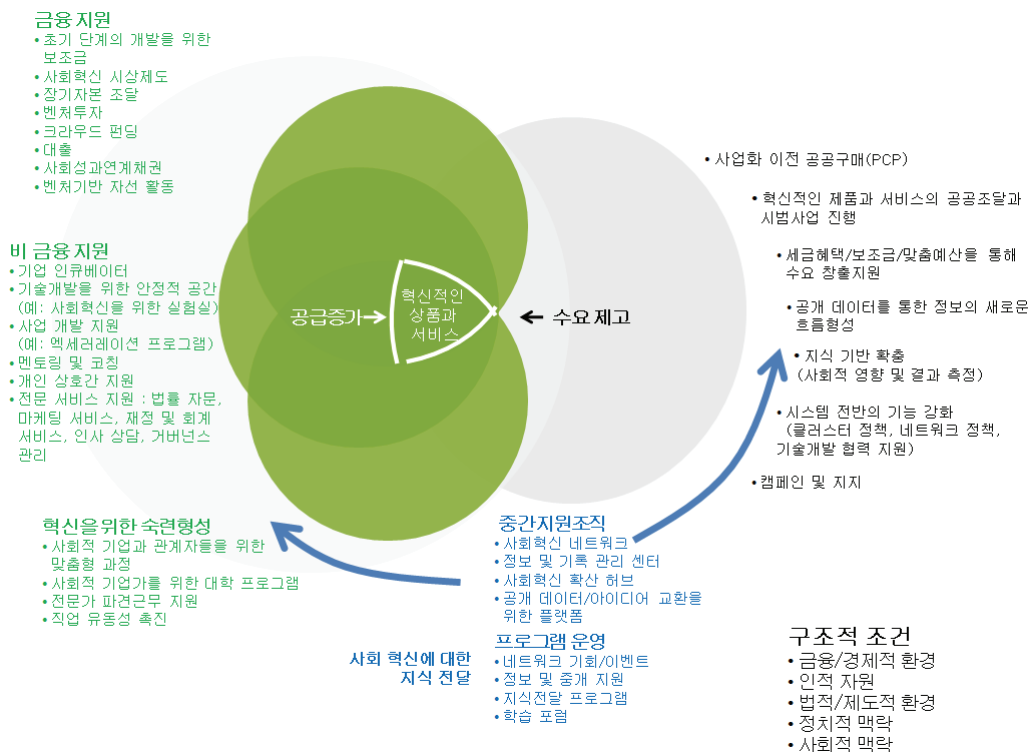 금융 지원
• 초기 단계의 개발을 위한
보조금
• 사회혁신 시상제도
• 장기자본 조달
• 벤처투자
• 크라우드 펀딩
• 대출
• 사회성과연계채권
• 벤처기반 자선 활동
비 금융 지원
• 기업 인큐베이터
• 기술개발을 위한 안정적 공간
(예: 사회혁신을 위한 실험실)
• 사업 개발 지원
(예: 엑세러레이션 프로그램)
• 멘토링 및 코칭
• 개인 상호간 지원
• 전문 서비스 지원 : 법률 자문,
마케팅 서비스, 재정 및 회계
서비스, 인사 상담, 거버넌스
관리
혁신을 위한 숙련형성
• 사회적 기업과 관계자들을 위한
맞춤형 과정
• 사회적 기업가를 위한 대학 프로그램
• 전문가 파견근무 지원
• 직업 유동성 촉진
공급증가
혁신적인
상품과
서비스
수요 제고
• 사업화 이전 공공구매(PCP)
• 혁신적인 제품과 서비스의 공공조달과
시범사업 진행
• 세금혜택/보조금/맞춤예산을 통해
수요 창출지원
• 공개 데이터를 통한 정보의 새로운
흐름형성
• 지식 기반 확충
(사회적 영향 및 결과 측정)
• 시스템 전반의 기능 강화
(클러스터 정책, 네트워크 정책,
기술개발 협력 지원)
• 캠페인 및 지지
중간지원조직
• 사회혁신 네트워크
• 정보 및 기록 관리 센터
• 사회혁신 확산 허브
• 공개 데이터/아이디어 교환을
위한 플랫폼
사회 혁신에 대한
지식 전달
프로그램 운영
• 네트워크 기회/이벤트
• 정보 및 중개 지원
• 지식전달 프로그램
• 학습 포럼
구조적 조건
• 금융/경제적 환경
• 인적 자원
• 법적/제도적 환경
• 정치적 맥락
• 사회적 맥락